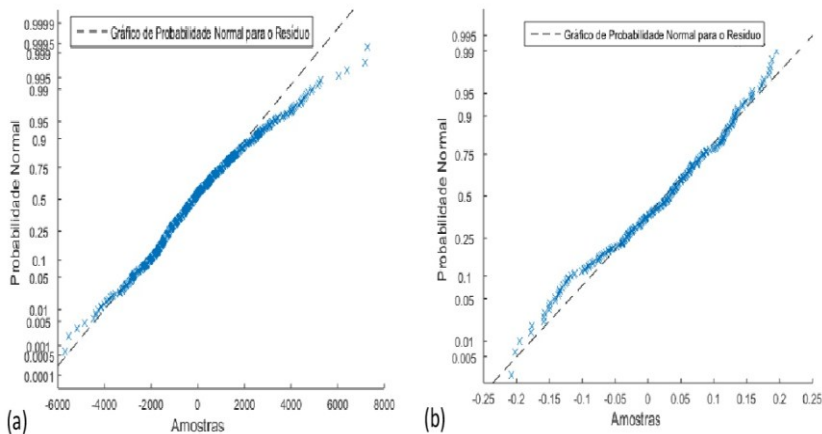 Gráfico de Probabilidade Normal para o Resíduo
Probabilidade Normal
0.9999
0.9995
0.999
0.995
0.99
0.95
0.9
0.75
0.5
0.25
0.1
0.05
0.01
0.005
0.001
0.0005
0.0001
-6000 -4000 -2000 0 2000 4000 6000 8000
Amostras
(a)
Gráfico de Probabilidade Normal para o Resíduo
Probabilidade Normal
0.995
0.99
0.95
0.9
0.75
0.5
0.25
0.1
0.05
0.01
0.005
-0.25 -0.2 -0.15 -0.1 -0.05 0 0.05 0.1 0.15 0.2 0.25
Amostras
(b)